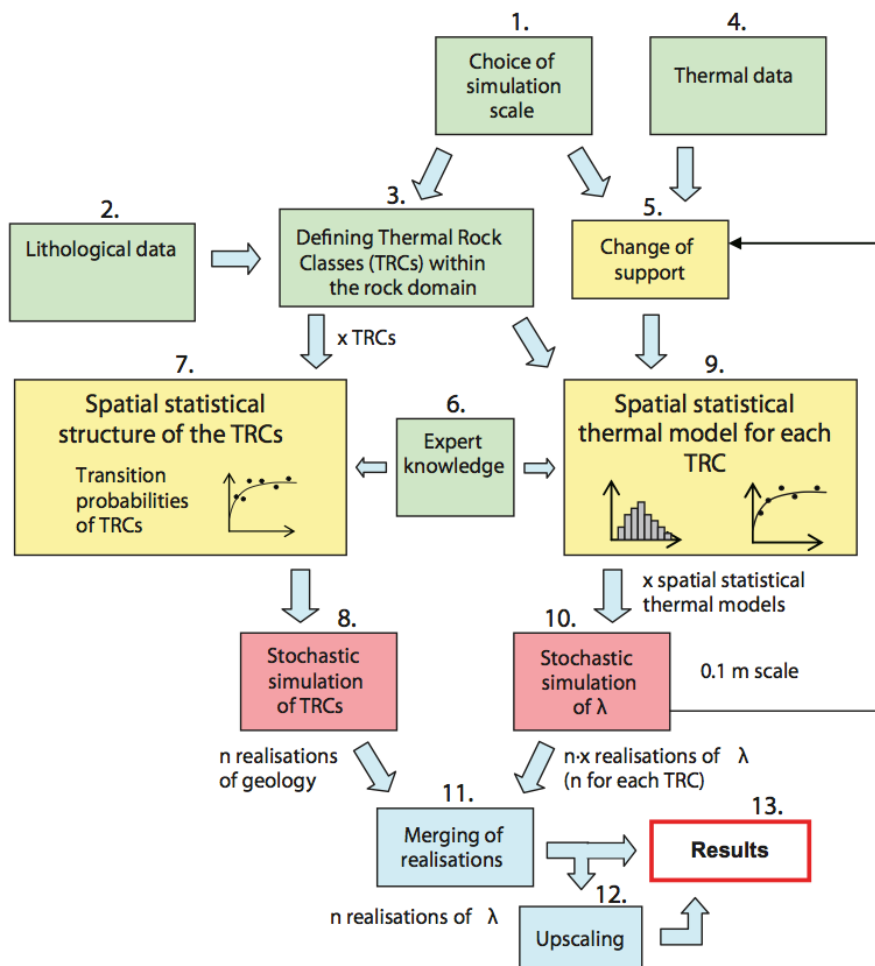 1.
Choice of
simulation
scale
4.
Thermal data
2.
Lithological data
3.
Defining Thermal Rock
Classes (TRCs) within
the rock domain
5.
Change of
support
x TRCs
7.
Spatial statistical
structure of the TRCs
Transition
probabilities
of TRCs
6.
Expert
knowledge
9.
Spatial statistical
thermal model for each
TRC
x spatial statistical
thermal models
8.
Stochastic
simulation
of TRCs
10.
Stochastic
simulation
of λ
0.1 m scale
n realisations
of geology
n·x realisations of λ
(n for each TRC)
11.
Merging of
realisations
13.
Results
n realisations of λ
12.
Upscaling